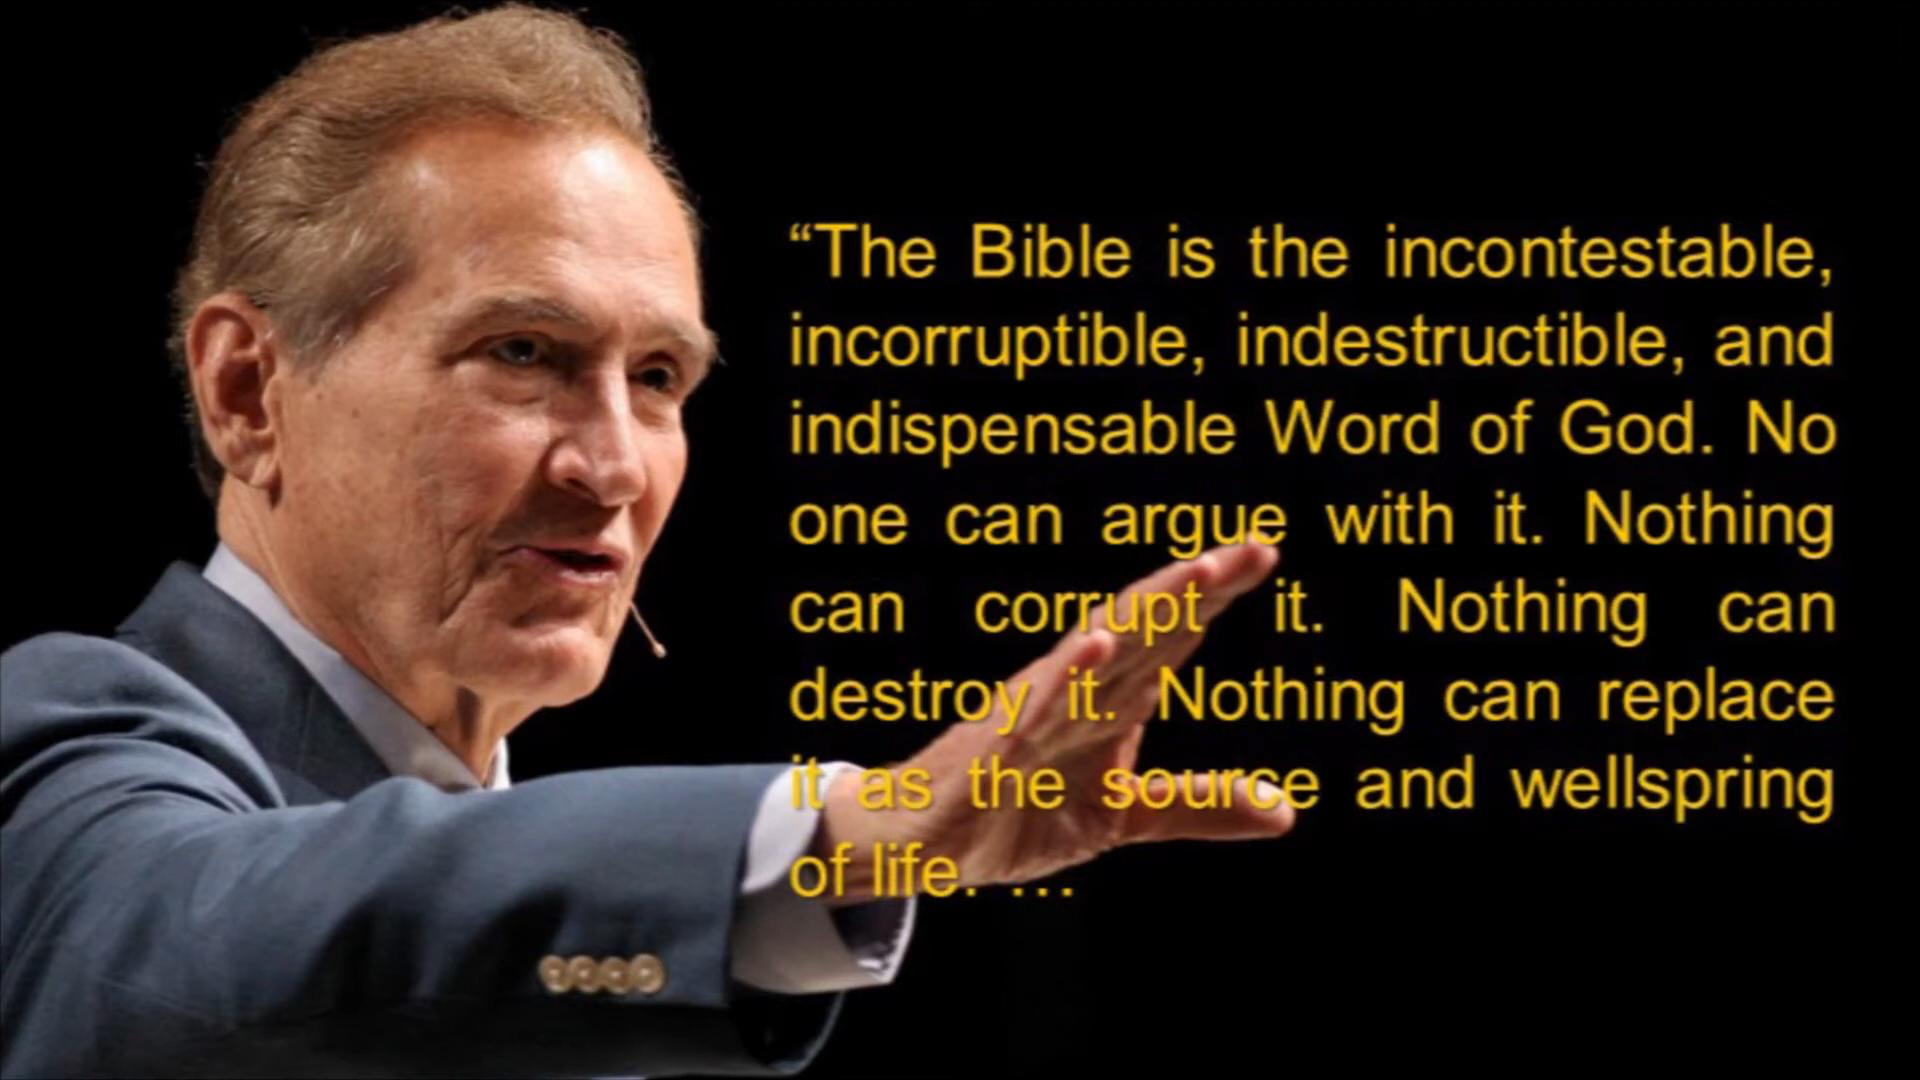 “The Bible is the incontestable,
incorruptible, indestructible, and
indispensable Word of God. No
one can argue with it. Nothing
can corrupt it. Nothing can
destroy it. Nothing can replace
it as the source and wellspring
of life. …